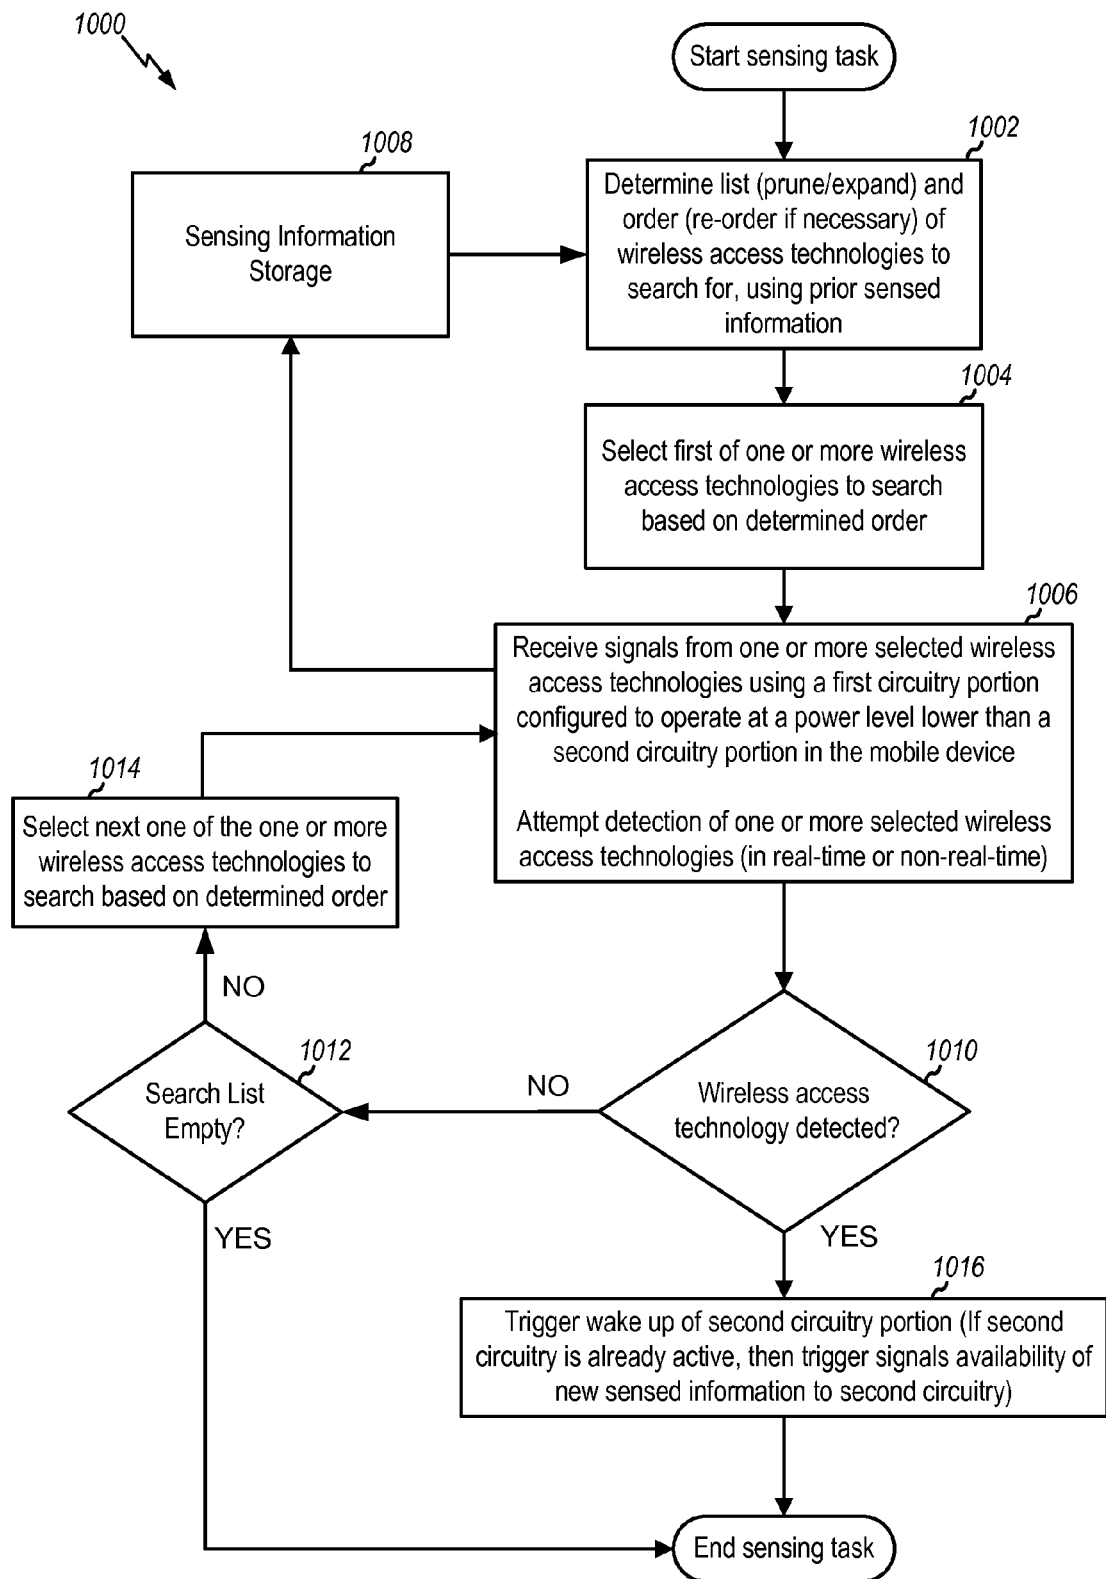 1000
Start sensing task
1002
Determine list (prune/expand) and
order (re-order if necessary) of
wireless access technologies to
search for, using prior sensed
information
1008
Sensing Information
Storage
1004
Select first of one or more wireless
access technologies to search
based on determined order
1006
Receive signals from one or more selected wireless
access technologies using a first circuitry portion
configured to operate at a power level lower than a
second circuitry portion in the mobile device
Attempt detection of one or more selected wireless
access technologies (in real-time or non-real-time)
1014
Select next one of the one or more
wireless access technologies to
search based on determined order
NO
1012
Search List
Empty?
YES
NO
1010
Wireless access
technology detected?
YES
1016
Trigger wake up of second circuitry portion (If second
circuitry is already active, then trigger signals availability of
new sensed information to second circuitry)
End sensing task